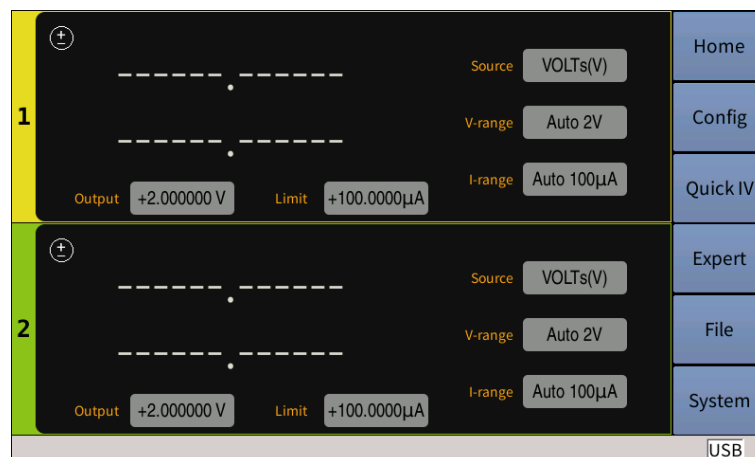 1
±
------.------
------.------
Source VOLTs(V)
V-range Auto 2V
I-range Auto 100µA
Output +2.000000 V Limit +100.0000µA
2
±
------.------
------.------
Source VOLTs(V)
V-range Auto 2V
I-range Auto 100µA
Output +2.000000 V Limit +100.0000µA
Home
Config
Quick IV
Expert
File
System
USB